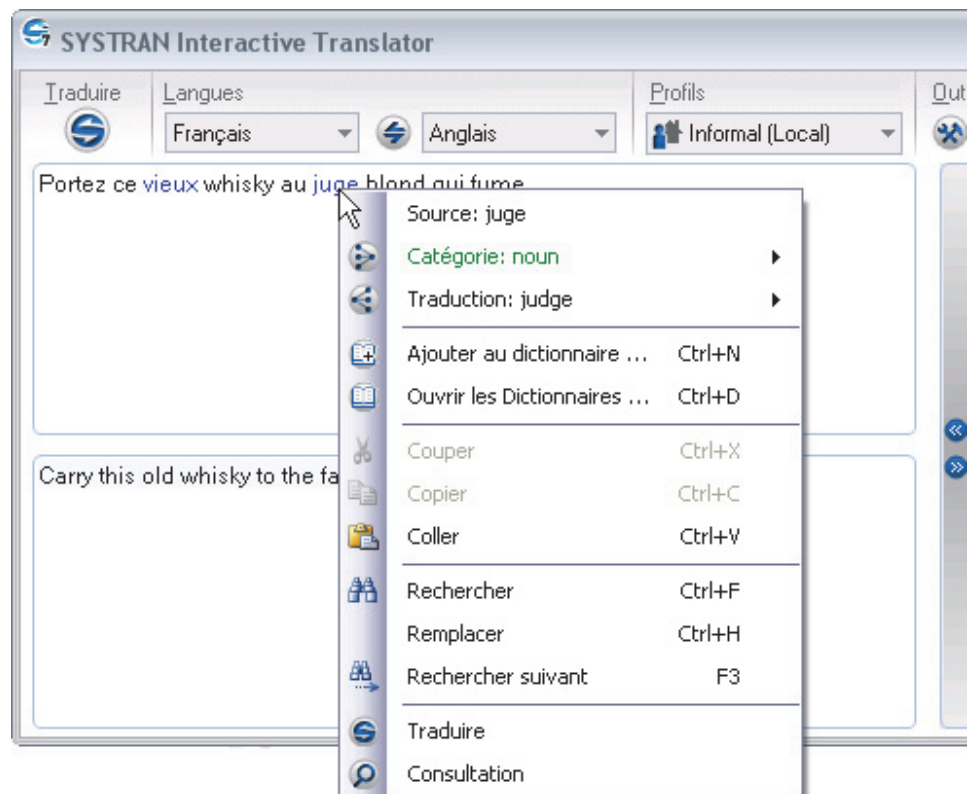 SYSTRAN Interactive Translator
Traduire Langues Profils Out
Français Anglais Informal (Local)
Portez ce vieux whisky au juge blond qui fume
Source: juge
Catégorie: noun
Traduction: judge
Ajouter au dictionnaire ... Ctrl+N
Ouvrir les Dictionnaires ... Ctrl+D
Couper Ctrl+X
Carry this old whisky to the fa
Copier Ctrl+C
Coller Ctrl+V
Rechercher Ctrl+F
Remplacer Ctrl+H
Rechercher suivant F3
Traduire
Consultation